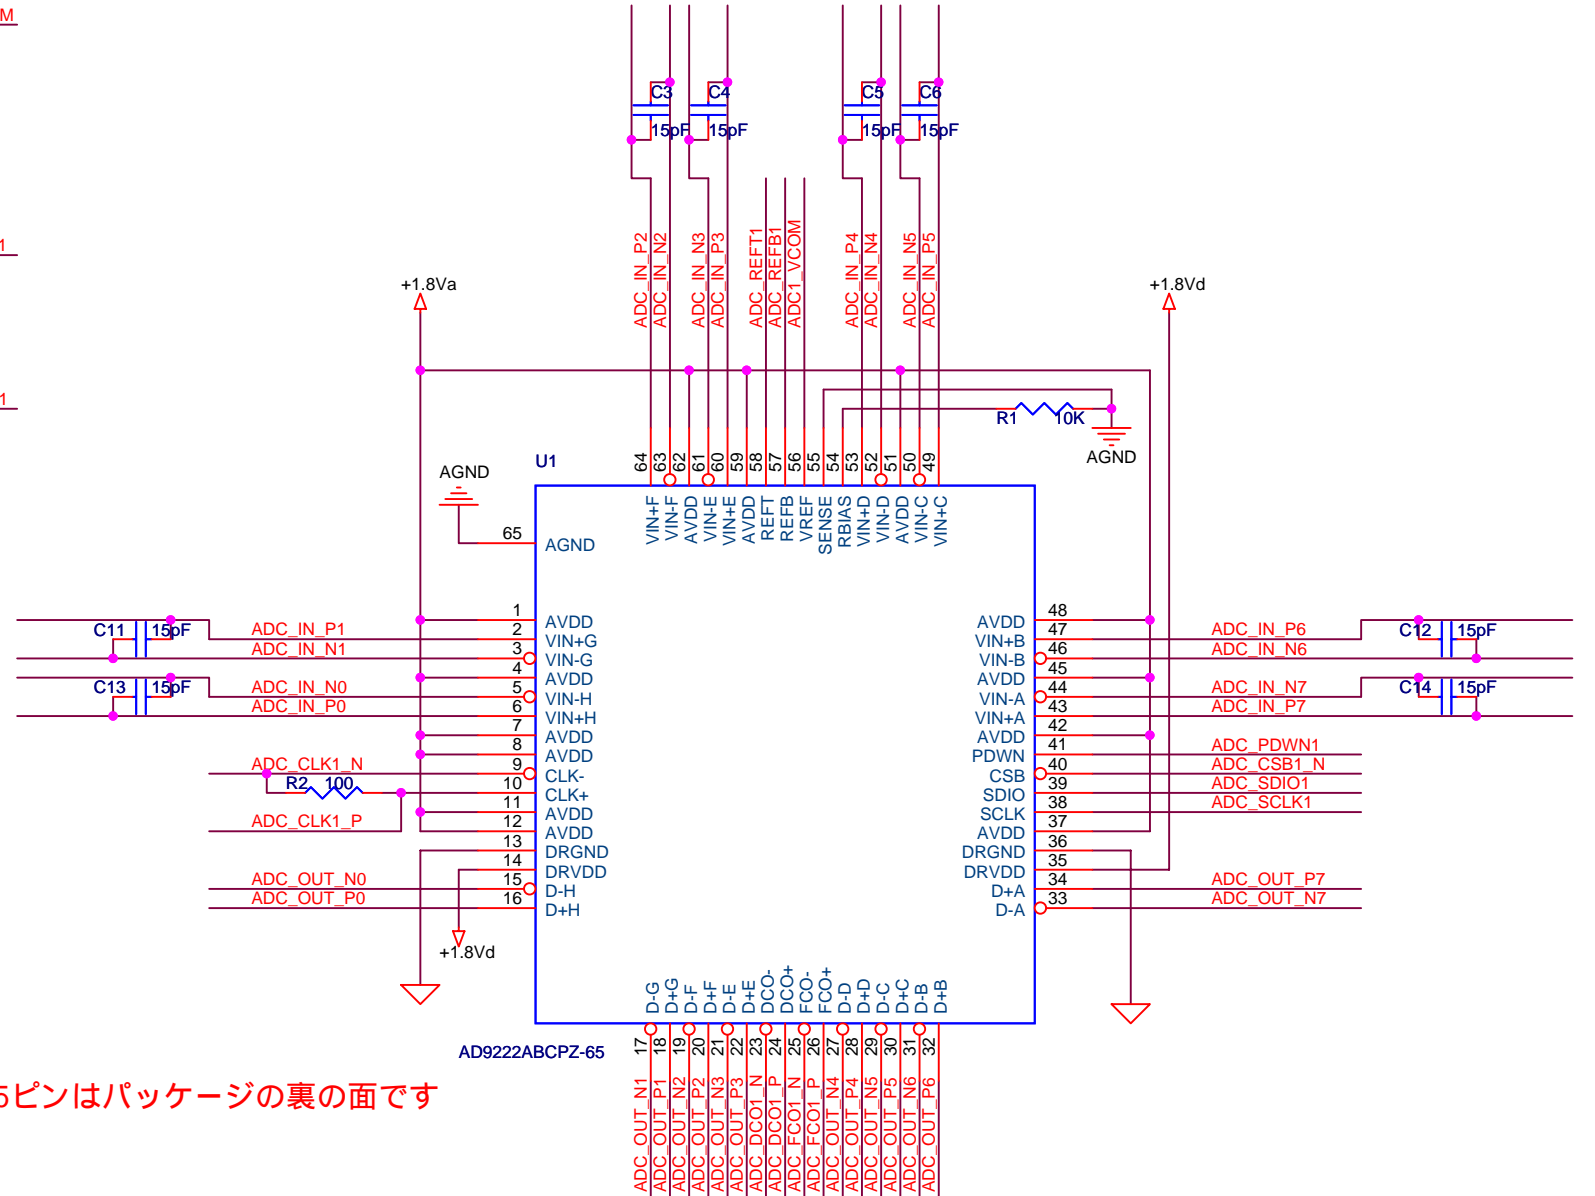 M
1
1
C3
15pF
C4
15pF
C5
15pF
C6
15pF
ADC_IN_P2
ADC_IN_N2
ADC_IN_N3
ADC_IN_P3
ADC_REFT1
ADC_REFB1
ADC1_VCOM
ADC_IN_P4
ADC_IN_N4
ADC_IN_N5
ADC_IN_P5
+1.8Va
+1.8Vd
R1 10K
AGND
AGND
U1
64
63
62
61
60
59
58
57
56
55
54
53
52
51
50
49
VIN+F
VIN-F
AVDD
VIN-E
VIN+E
AVDD
REFT
REFB
VREF
SENSE
RBIAS
VIN+D
VIN-D
AVDD
VIN-C
VIN+C
65 AGND
C11 15pF
C13 15pF
ADC_IN_P1
ADC_IN_N1
ADC_IN_N0
ADC_IN_P0
ADC_CLK1_N
R2 100
ADC_CLK1_P
ADC_OUT_N0
ADC_OUT_P0
1 AVDD
2 VIN+G
3 VIN-G
4 AVDD
5 VIN-H
6 VIN+H
7 AVDD
8 AVDD
9 CLK-
10 CLK+
11 AVDD
12 AVDD
13 DRGND
14 DRVDD
15 D-H
16 D+H
+1.8Vd
AVDD 48
VIN+B 47
VIN-B 46
AVDD 45
VIN-A 44
VIN+A 43
AVDD 42
PDWN 41
CSB 40
SDIO 39
SCLK 38
AVDD 37
DRGND 36
DRVDD 35
D+A 34
D-A 33
ADC_IN_P6
ADC_IN_N6
ADC_IN_N7
ADC_IN_P7
ADC_PDWN1
ADC_CSB1_N
ADC_SDIO1
ADC_SCLK1
ADC_OUT_P7
ADC_OUT_N7
C12 15pF
C14 15pF
D-G
D+G
D-F
D+F
D-E
D+E
DCO-
DCO+
FCO-
FCO+
D-D
D+D
D-C
D+C
D-B
D+B
AD9222ABCPZ-65
17
18
19
20
21
22
23
24
25
26
27
28
29
30
31
32
ADC_OUT_N1
ADC_OUT_P1
ADC_OUT_N2
ADC_OUT_P2
ADC_OUT_N3
ADC_OUT_P3
ADC_DCO1_N
ADC_DCO1_P
ADC_FCO1_N
ADC_FCO1_P
ADC_OUT_N4
ADC_OUT_P4
ADC_OUT_N5
ADC_OUT_P5
ADC_OUT_N6
ADC_OUT_P6
5ピンはパッケージの裏の面です